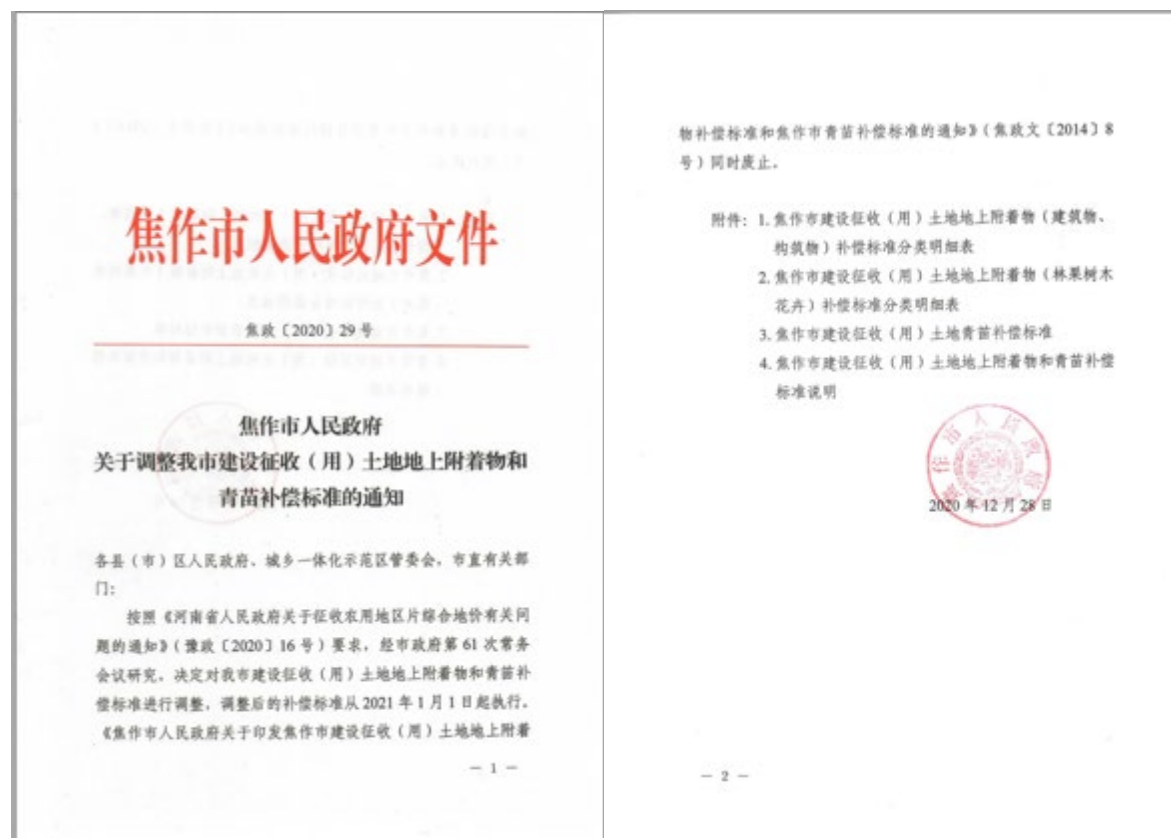 焦作市人民政府文件
焦政〔2020〕29号
焦作市人民政府
关于调整我市建设征收（用）土地地上附着物和
青苗补偿标准的通知
各县（市）区人民政府、城乡一体化示范区管委会，市直有关部
门：
按照《河南省人民政府关于征收农用地区片综合地价有关问
题的通知》（豫政〔2020〕16号）要求，经市政府第61次常务
会议研究，决定对我市建设征收（用）土地地上附着物和青苗补
偿标准进行调整，调整后的补偿标准从2021年1月1日起执行。
《焦作市人民政府关于印发焦作市建设征收（用）土地地上附着
— 1 —
物补偿标准和焦作市青苗补偿标准的通知》（焦政文〔2014〕8
号）同时废止。
附件：1. 焦作市建设征收（用）土地地上附着物（建筑物、
构筑物）补偿标准分类明细表
2. 焦作市建设征收（用）土地地上附着物（林果树木
花卉）补偿标准分类明细表
3. 焦作市建设征收（用）土地青苗补偿标准
4. 焦作市建设征收（用）土地地上附着物和青苗补偿
标准说明
焦作市人民政府
2020年12月28日
— 2 —